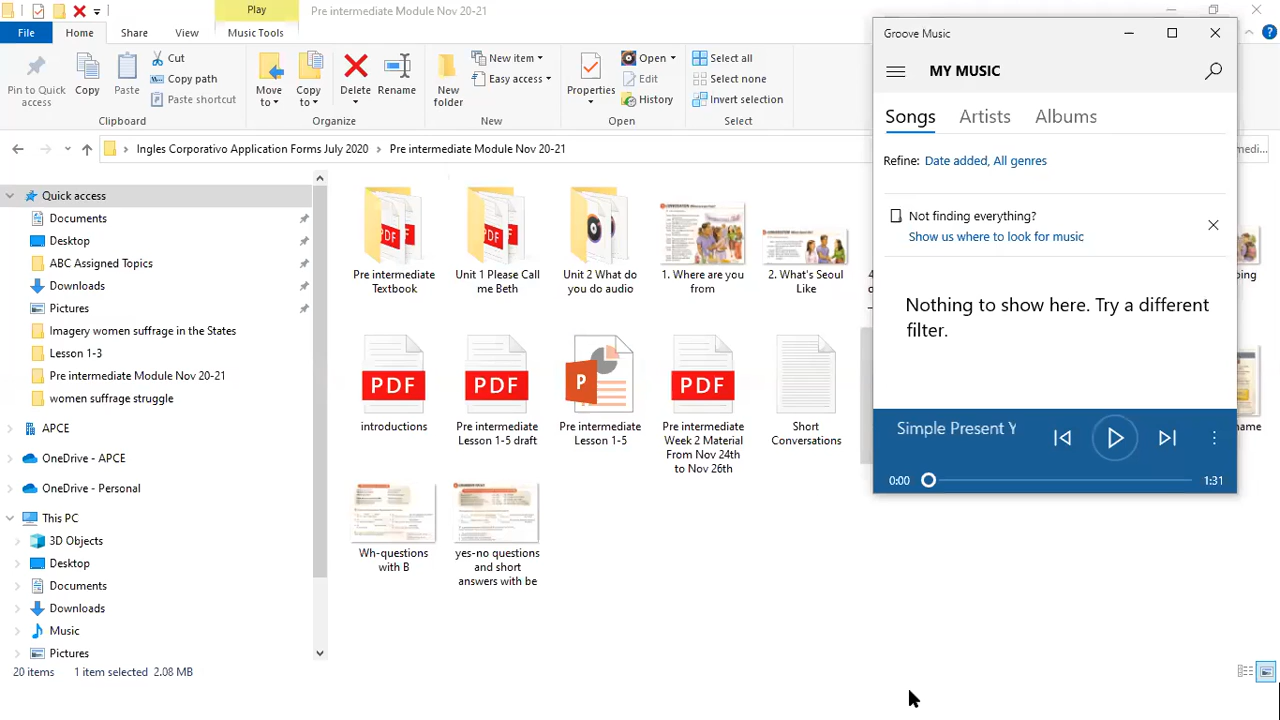 Play
Pre intermediate Module Nov 20-21
File
Home
Share
View
Music Tools
Pin to Quick
access
Copy
Paste
Cut
Copy path
Paste shortcut
Clipboard
Move
to
Copy
to
Delete
Rename
Organize
New
folder
New item
Easy access
New
Properties
Open
Edit
History
Open
Select all
Select none
Invert selection
Select
Ingles Corporativo Application Forms July 2020
Pre intermediate Module Nov 20-21
Quick access
Documents
Desktop
ABC Assigned Topics
Downloads
Pictures
Imagery women suffrage in the States
Lesson 1-3
Pre intermediate Module Nov 20-21
women suffrage struggle
APCE
OneDrive - APCE
OneDrive - Personal
This PC
3D Objects
Desktop
Documents
Downloads
Music
Pictures
20 items
1 item selected 2.08 MB
PDF
Pre intermediate
Textbook
PDF
Unit 1 Please Call
me Beth
Unit 2 What do
you do audio
1. Where are you
from
2. What's Seoul
Like
PDF
introductions
PDF
Pre intermediate
Lesson 1-5 draft
P
Pre intermediate
Lesson 1-5
PDF
Pre intermediate
Week 2 Material
From Nov 24th
to Nov 26th
Short
Conversations
Wh-questions
with B
yes-no questions
and short
answers with be
Groove Music
MY MUSIC
Songs
Artists
Albums
Refine: Date added, All genres
Not finding everything?
Show us where to look for music
Nothing to show here. Try a different
filter.
Simple Present Y
0:00
1:31